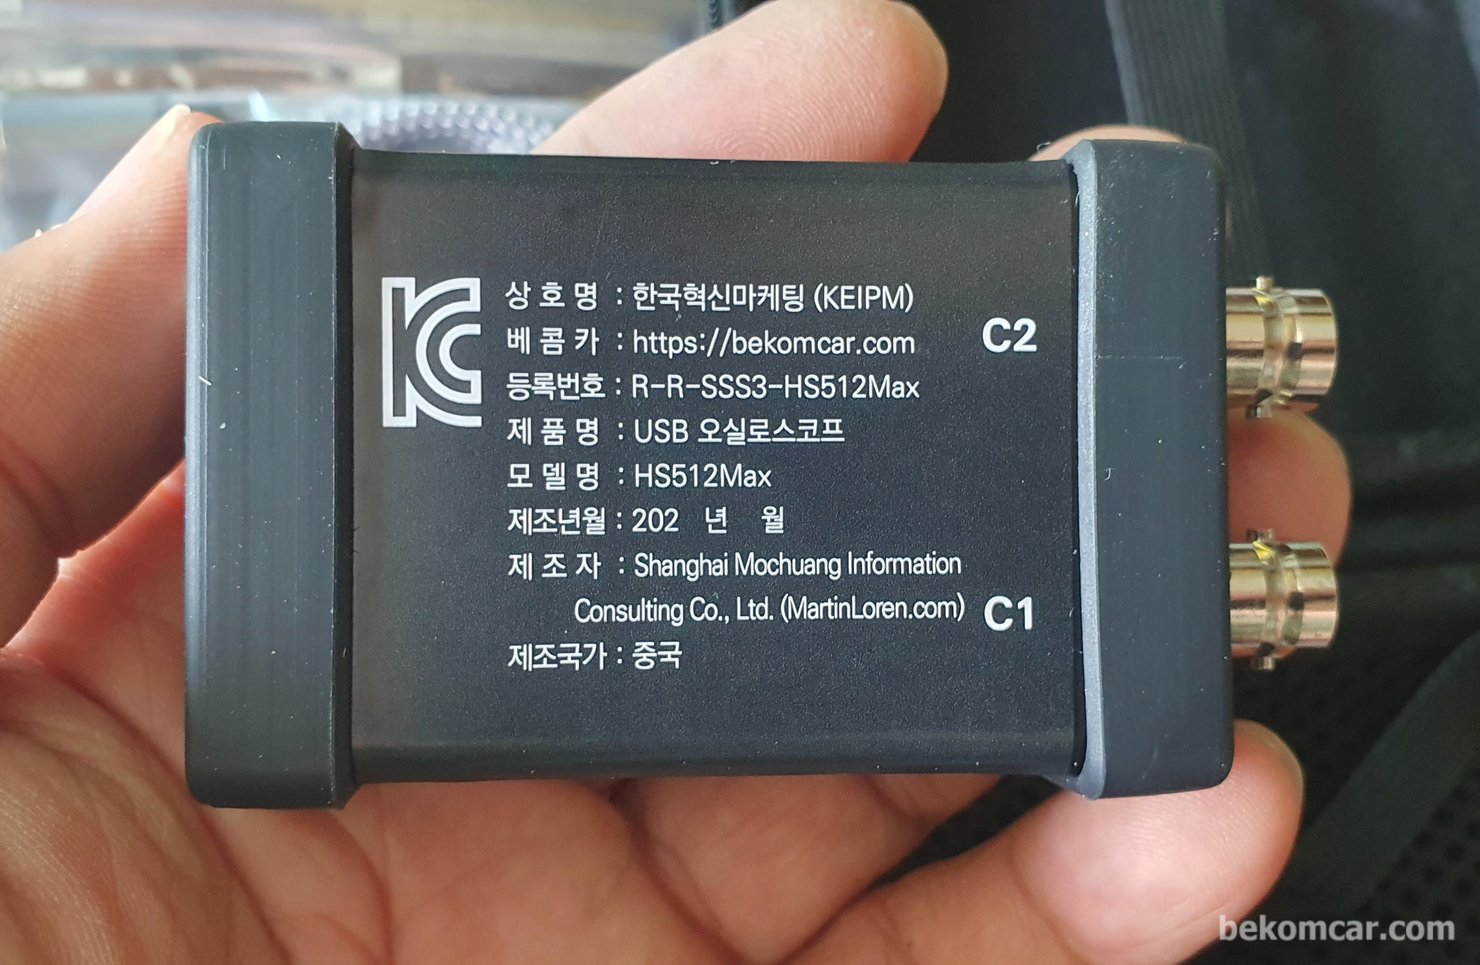 상 호 명 : 한국혁신마케팅 (KEIPM)
베 콤 카 : https://bekomcar.com
등록번호 : R-R-SSS3-HS512Max
제 품 명 : USB 오실로스코프
모 델 명 : HS512Max
제조년월 : 202 년 월
제 조 자 : Shanghai Mochuang Information
Consulting Co., Ltd. (MartinLoren.com)
제조국가 : 중국
C2
C1
bekomcar.com